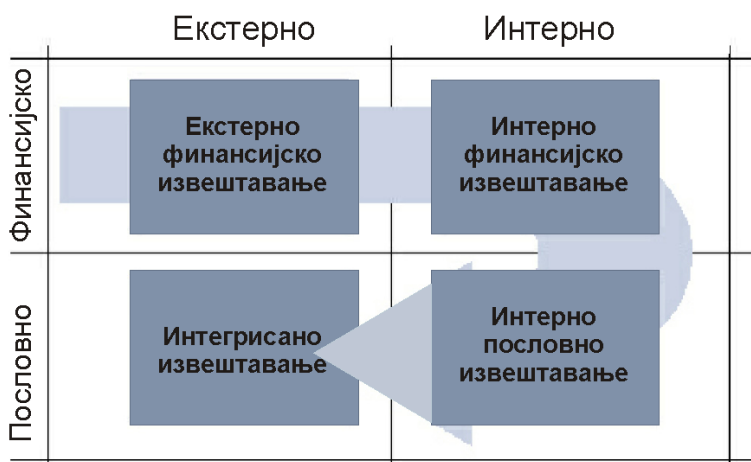 Екстерно
Интерно
Финансијско
Екстерно
финансијско
извештавање
Интерно
финансијско
извештавање
Пословно
Интегрисано
извештавање
Интерно
пословно
извештавање